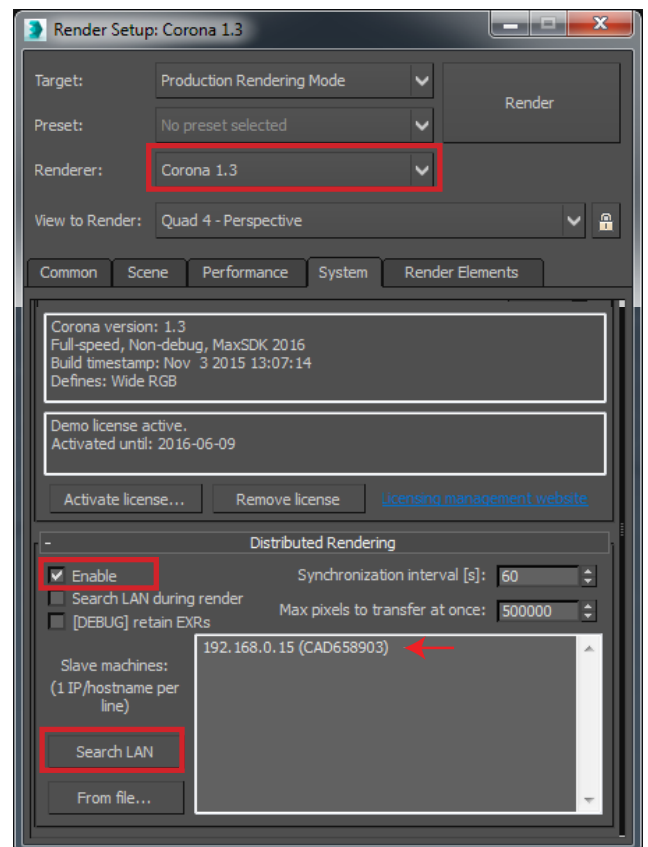 Render Setup: Corona 1.3
Target: Production Rendering Mode
Render
Preset: No preset selected
Renderer: Corona 1.3
View to Render: Quad 4 - Perspective
Common Scene Performance System Render Elements
Corona version: 1.3
Full-speed, Non-debug, MaxSDK 2016
Build timestamp: Nov 3 2015 13:07:14
Defines: Wide RGB
Demo license active.
Activated until: 2016-06-09
Activate license... Remove license Licensing management website
- Distributed Rendering
Enable Synchronization interval [s]: 60
Search LAN during render
Max pixels to transfer at once: 500000
[DEBUG] retain EXRs
192.168.0.15 (CAD658903)
Slave machines:
(1 IP/hostname per
line)
Search LAN
From file...